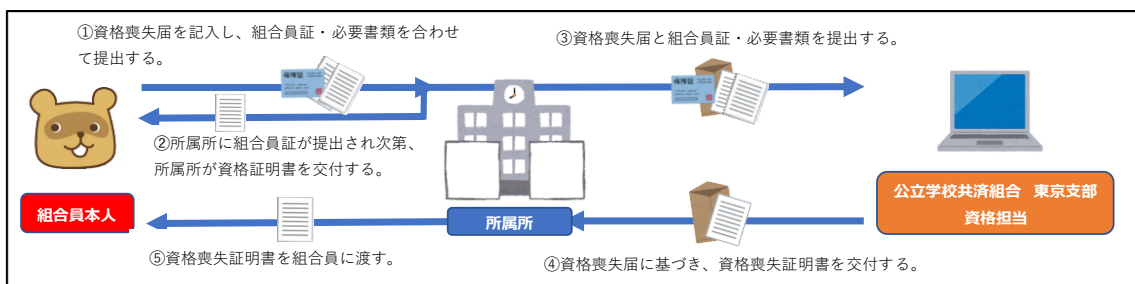 ①資格喪失届を記入し、組合員証・必要書類を合わせ
て提出する。
③資格喪失届と組合員証・必要書類を提出する。
保険証
保険証
②所属所に組合員証が提出され次第、
所属所が資格証明書を交付する。
組合員本人
所属所
公立学校共済組合 東京支部
資格担当
⑤資格喪失証明書を組合員に渡す。
④資格喪失届に基づき、資格喪失証明書を交付する。